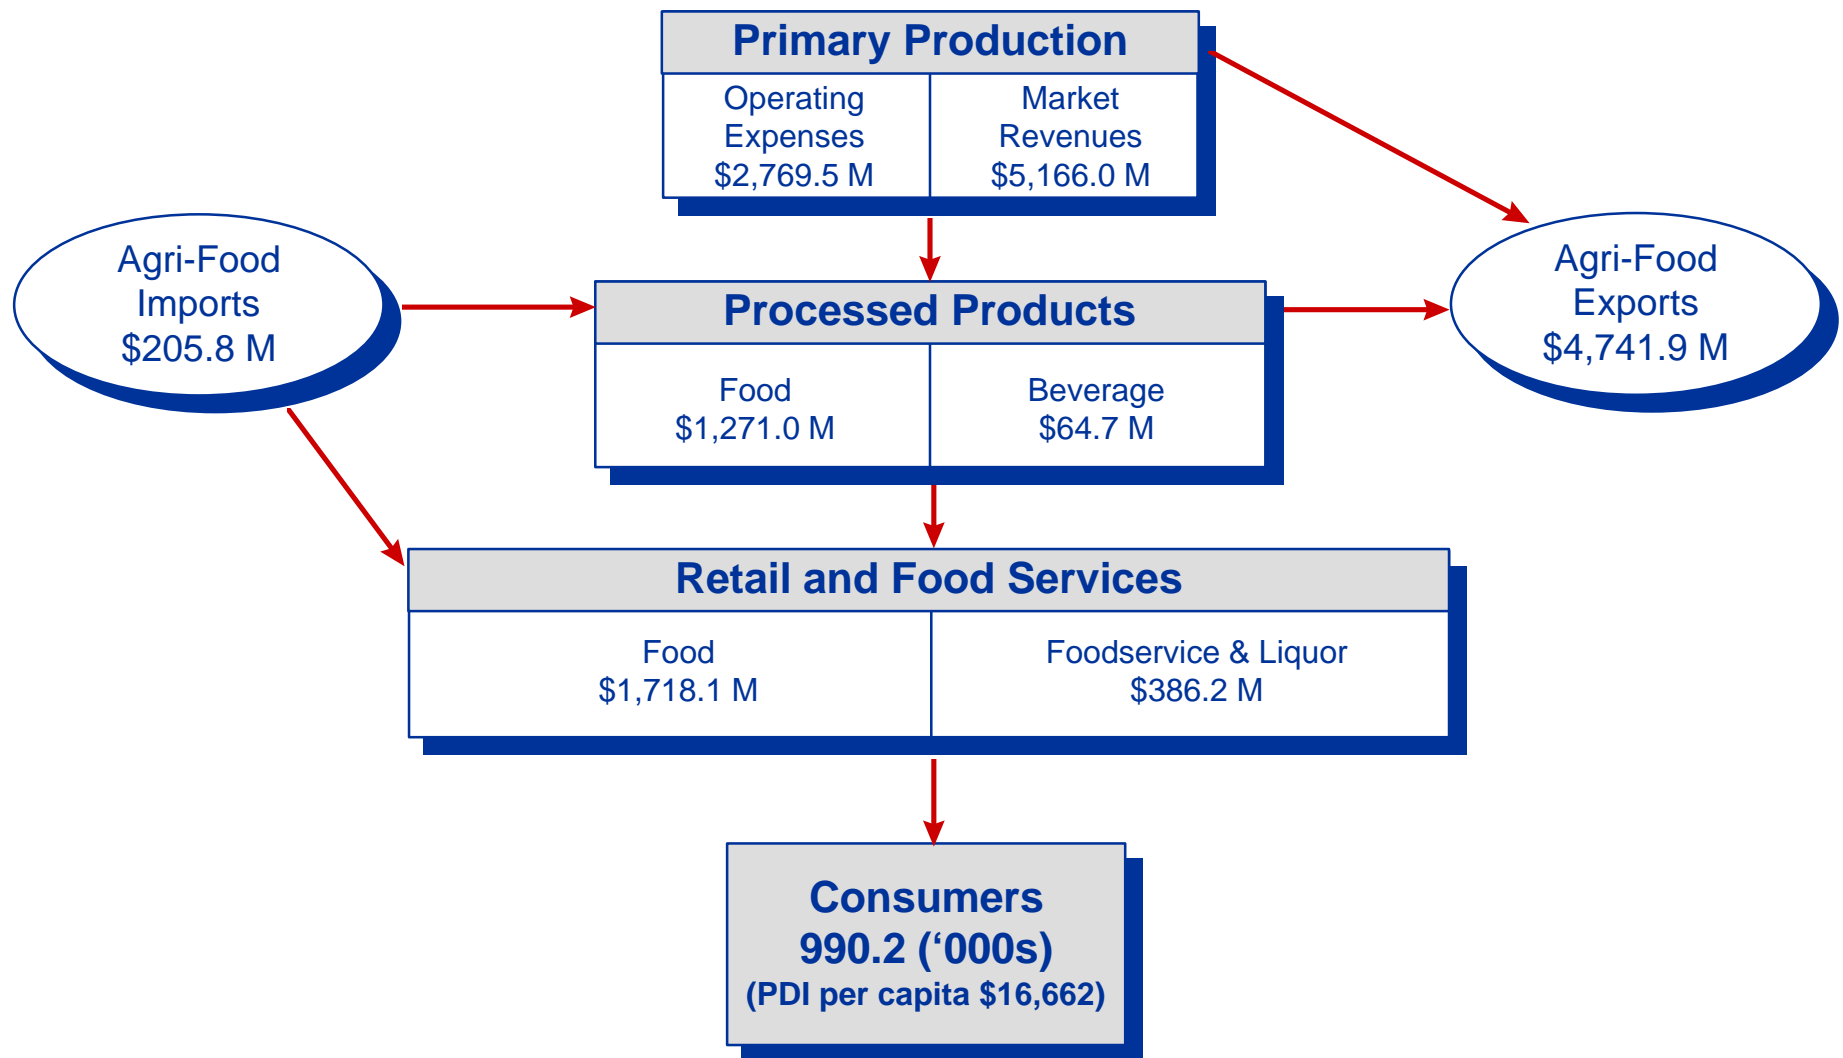 Primary Production
Operating
Expenses
$2,769.5 M
Market
Revenues
$5,166.0 M
Agri-Food
Imports
$205.8 M
Processed Products
Food
$1,271.0 M
Beverage
$64.7 M
Agri-Food
Exports
$4,741.9 M
Retail and Food Services
Food
$1,718.1 M
Foodservice & Liquor
$386.2 M
Consumers
990.2 (‘000s)
(PDI per capita $16,662)